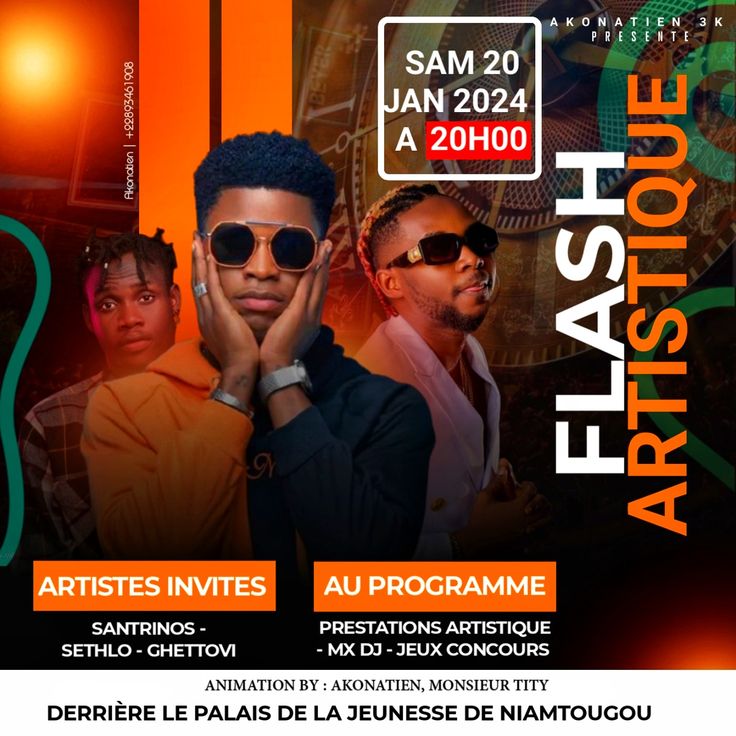 AKONATIEN 3K
PRESENTE
SAM 20
JAN 2024
A 20H00
Akonatien | +22893461908
FLASH
ARTISTIQUE
ARTISTES INVITES
SANTRINOS -
SETHLO - GHETTOVI
AU PROGRAMME
PRESTATIONS ARTISTIQUE
- MX DJ - JEUX CONCOURS
ANIMATION BY : AKONATIEN, MONSIEUR TITY
DERRIÈRE LE PALAIS DE LA JEUNESSE DE NIAMTOUGOU